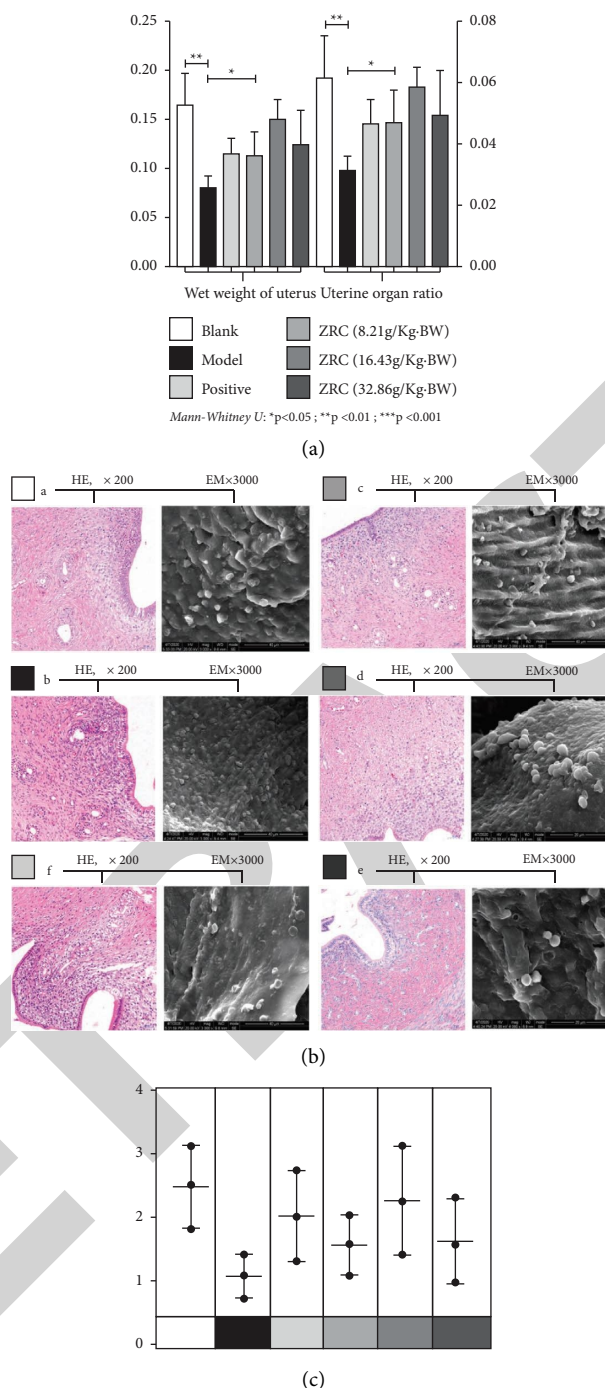 0.25
0.20
0.15
0.10
0.05
0.00
**
*
**
*
0.08
0.06
0.04
0.02
0.00
Wet weight of uterus Uterine organ ratio
Blank
Model
Positive
ZRC (8.21g/Kg·BW)
ZRC (16.43g/Kg·BW)
ZRC (32.86g/Kg·BW)
Mann-Whitney U: *p<0.05 ; **p <0.01 ; ***p <0.001
(a)
a HE, × 200 EM×3000
c HE, × 200 EM×3000
b HE, × 200 EM×3000
d HE, × 200 EM×3000
f HE, × 200 EM×3000
e HE, × 200 EM×3000
(b)
4
3
2
1
0
(c)